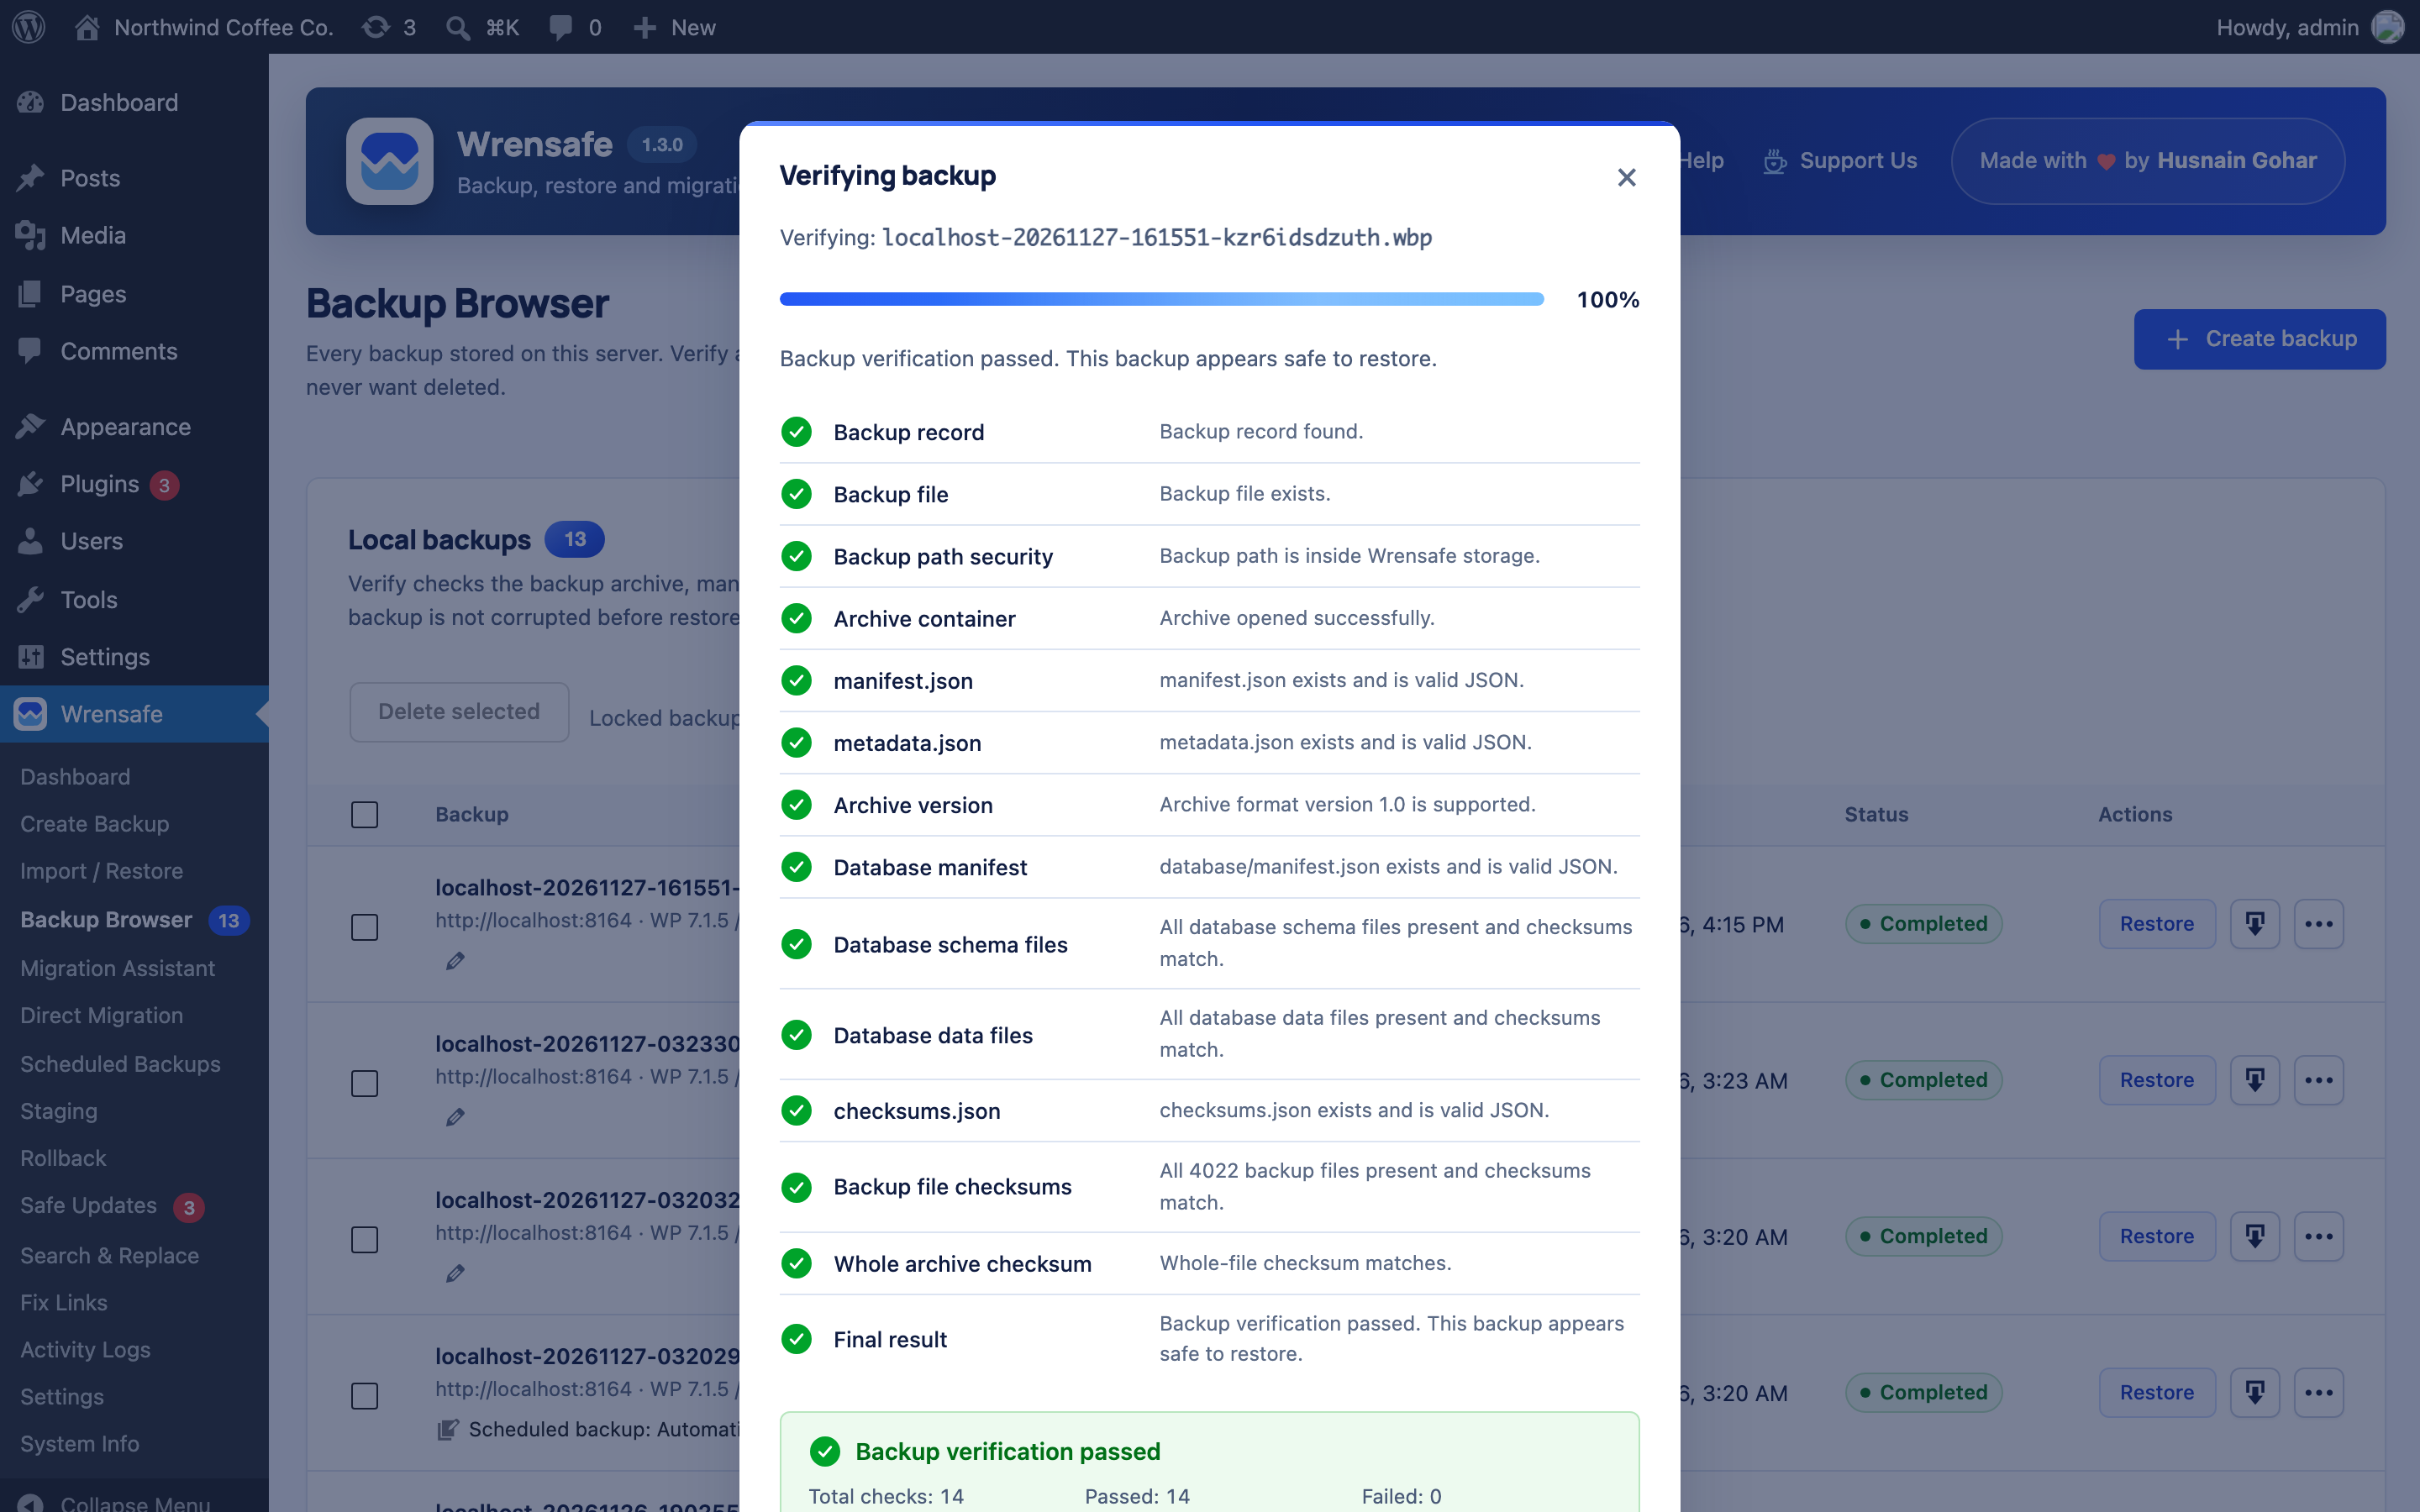 Northwind Coffee Co. 3 ⌘K 0 New Howdy, admin
Dashboard
Posts
Media
Pages
Comments
Appearance
Plugins 3
Users
Tools
Settings
Wrensafe
Dashboard
Create Backup
Import / Restore
Backup Browser 13
Migration Assistant
Direct Migration
Scheduled Backups
Staging
Rollback
Safe Updates 3
Search & Replace
Fix Links
Activity Logs
Settings
System Info
Collapse Menu
Wrensafe 1.3.0
Backup, restore and
Help
Support Us
Made with ❤ by Husnain Gohar
Backup Browser
Every backup stored on this server. Verify
never want deleted.
Create backup
Local backups 13
Verify checks the backup archive,
backup is not corrupted before restore
Delete selected
Locked
Backup Status Actions
localhost-20261127-161551-
http://localhost:8164 · WP 7.1.5 /
4:15 PM Completed Restore
localhost-20261127-032330
http://localhost:8164 · WP 7.1.5 /
3:23 AM Completed Restore
localhost-20261127-032032
http://localhost:8164 · WP 7.1.5 /
3:20 AM Completed Restore
localhost-20261127-032029
http://localhost:8164 · WP 7.1.5 /
Scheduled backup:
3:20 AM Completed Restore
Verifying backup
Verifying: localhost-20261127-161551-kzr6idsdzuth.wbp
100%
Backup verification passed. This backup appears safe to restore.
Backup record Backup record found.
Backup file Backup file exists.
Backup path security Backup path is inside Wrensafe storage.
Archive container Archive opened successfully.
manifest.json manifest.json exists and is valid JSON.
metadata.json metadata.json exists and is valid JSON.
Archive version Archive format version 1.0 is supported.
Database manifest database/manifest.json exists and is valid JSON.
Database schema files All database schema files present and checksums
match.
Database data files All database data files present and checksums
match.
checksums.json checksums.json exists and is valid JSON.
Backup file checksums All 4022 backup files present and checksums
match.
Whole archive checksum Whole-file checksum matches.
Final result Backup verification passed. This backup appears
safe to restore.
Backup verification passed
Total checks: 14 Passed: 14 Failed: 0